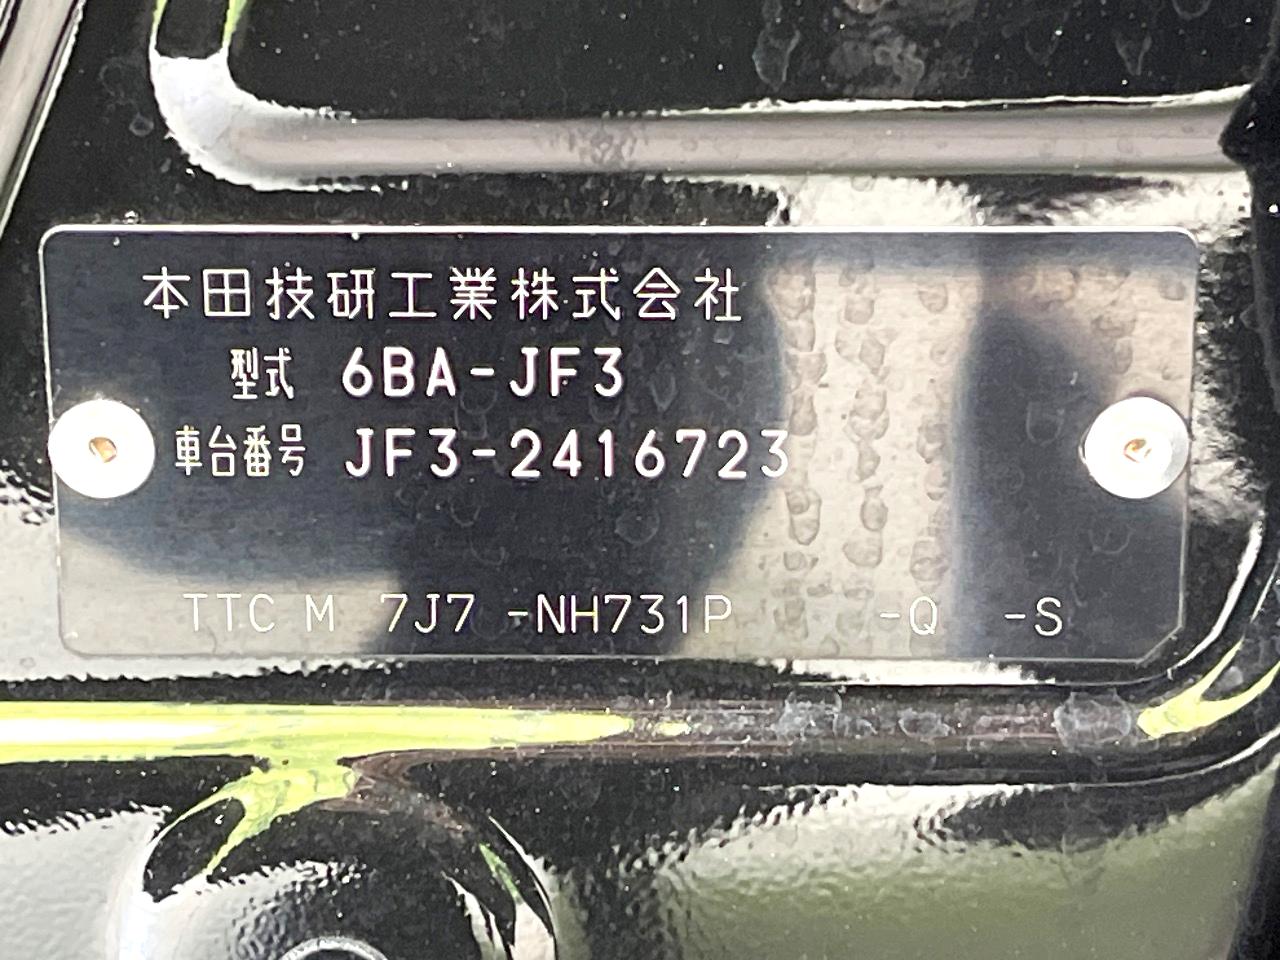 本田技研工業株式会社
型式 6BA-JF3
車台番号 JF3-2416723
TTC M 7J7 -NH731P -Q -S